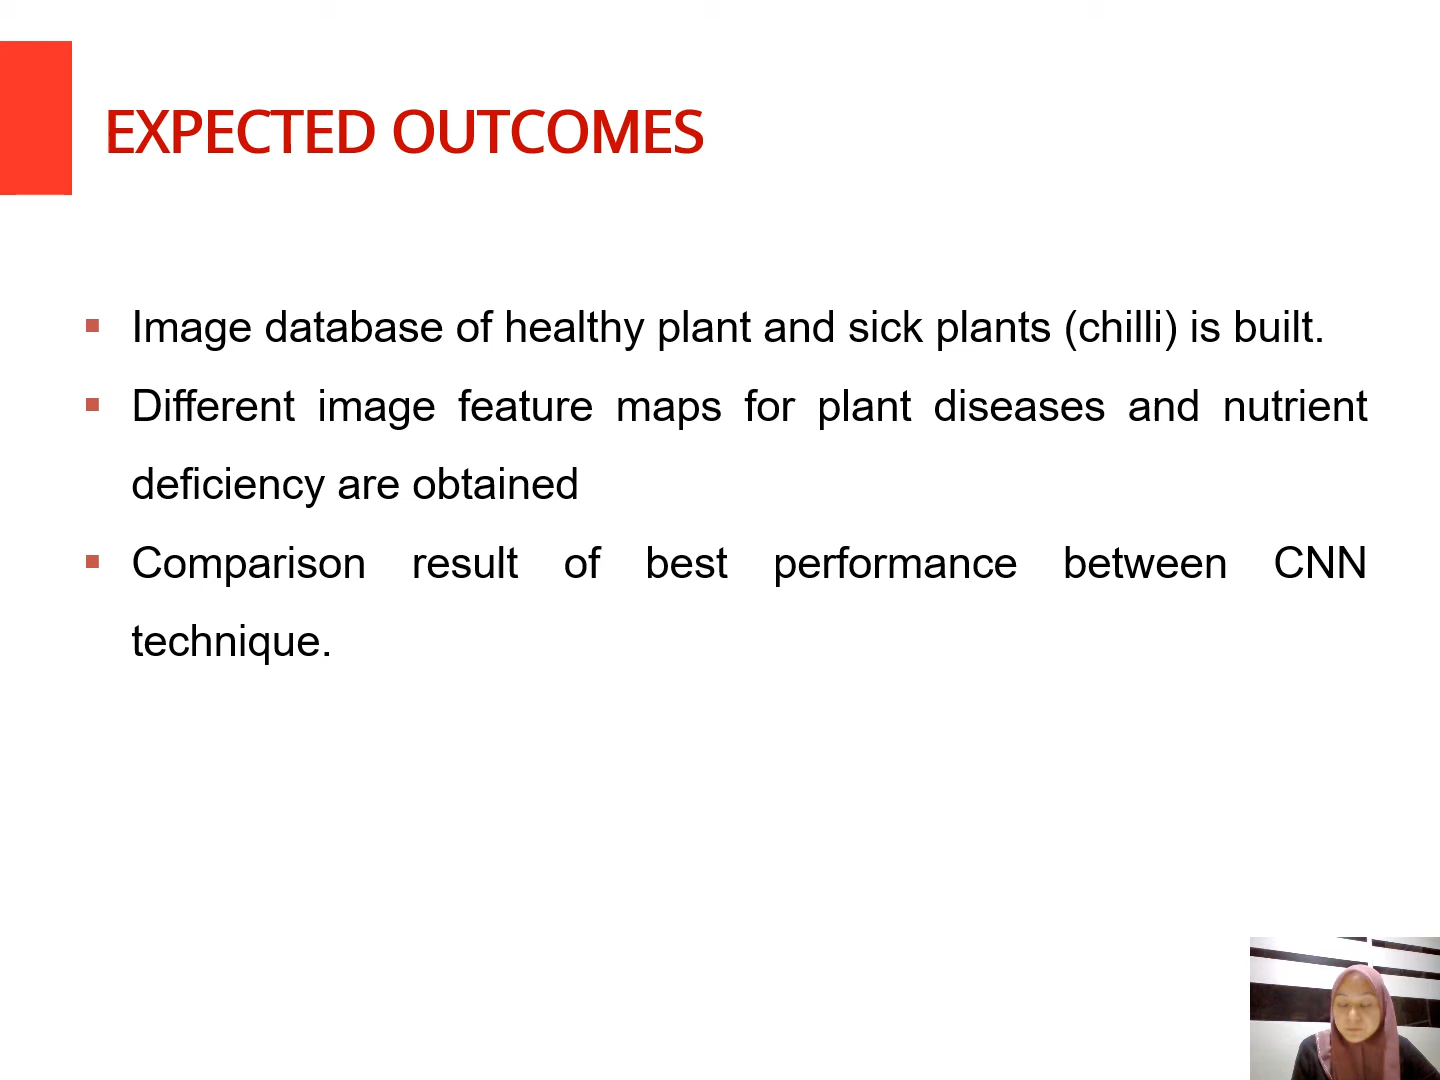 EXPECTED OUTCOMES
Image database of healthy plant and sick plants (chilli) is built.
Different image feature maps for plant diseases and nutrient
deficiency are obtained
Comparison result of best performance between CNN
technique.